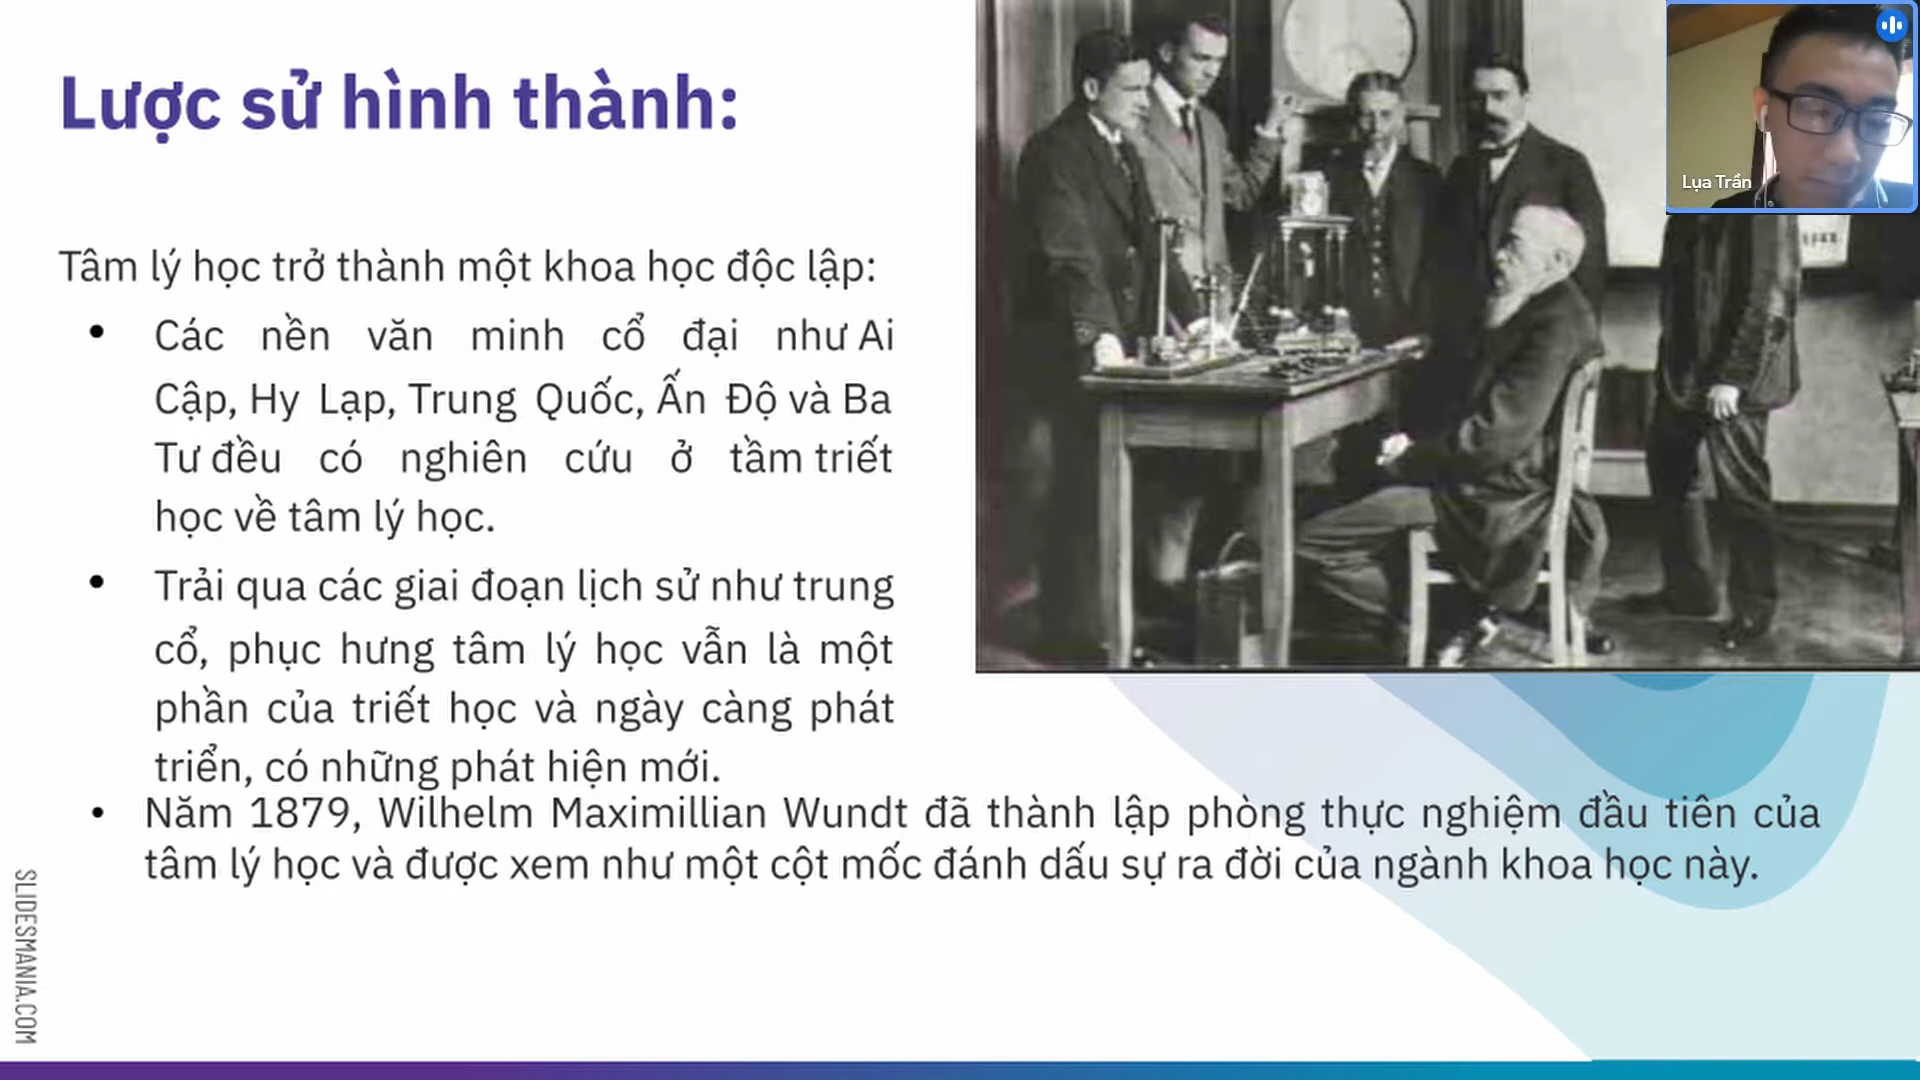 Lược sử hình thành:
Tâm lý học trở thành một khoa học độc lập:
• Các nền văn minh cổ đại như Ai
Cập, Hy Lạp, Trung Quốc, Ấn Độ và Ba
Tư đều có nghiên cứu ở tầm triết
học về tâm lý học.
• Trải qua các giai đoạn lịch sử như trung
cổ, phục hưng tâm lý học vẫn là một
phần của triết học và ngày càng phát
triển, có những phát hiện mới.
• Năm 1879, Wilhelm Maximillian Wundt đã thành lập phòng thực nghiệm đầu tiên của
tâm lý học và được xem như một cột mốc đánh dấu sự ra đời của ngành khoa học này.
Lụa Trần
SLIDESMANIA.COM